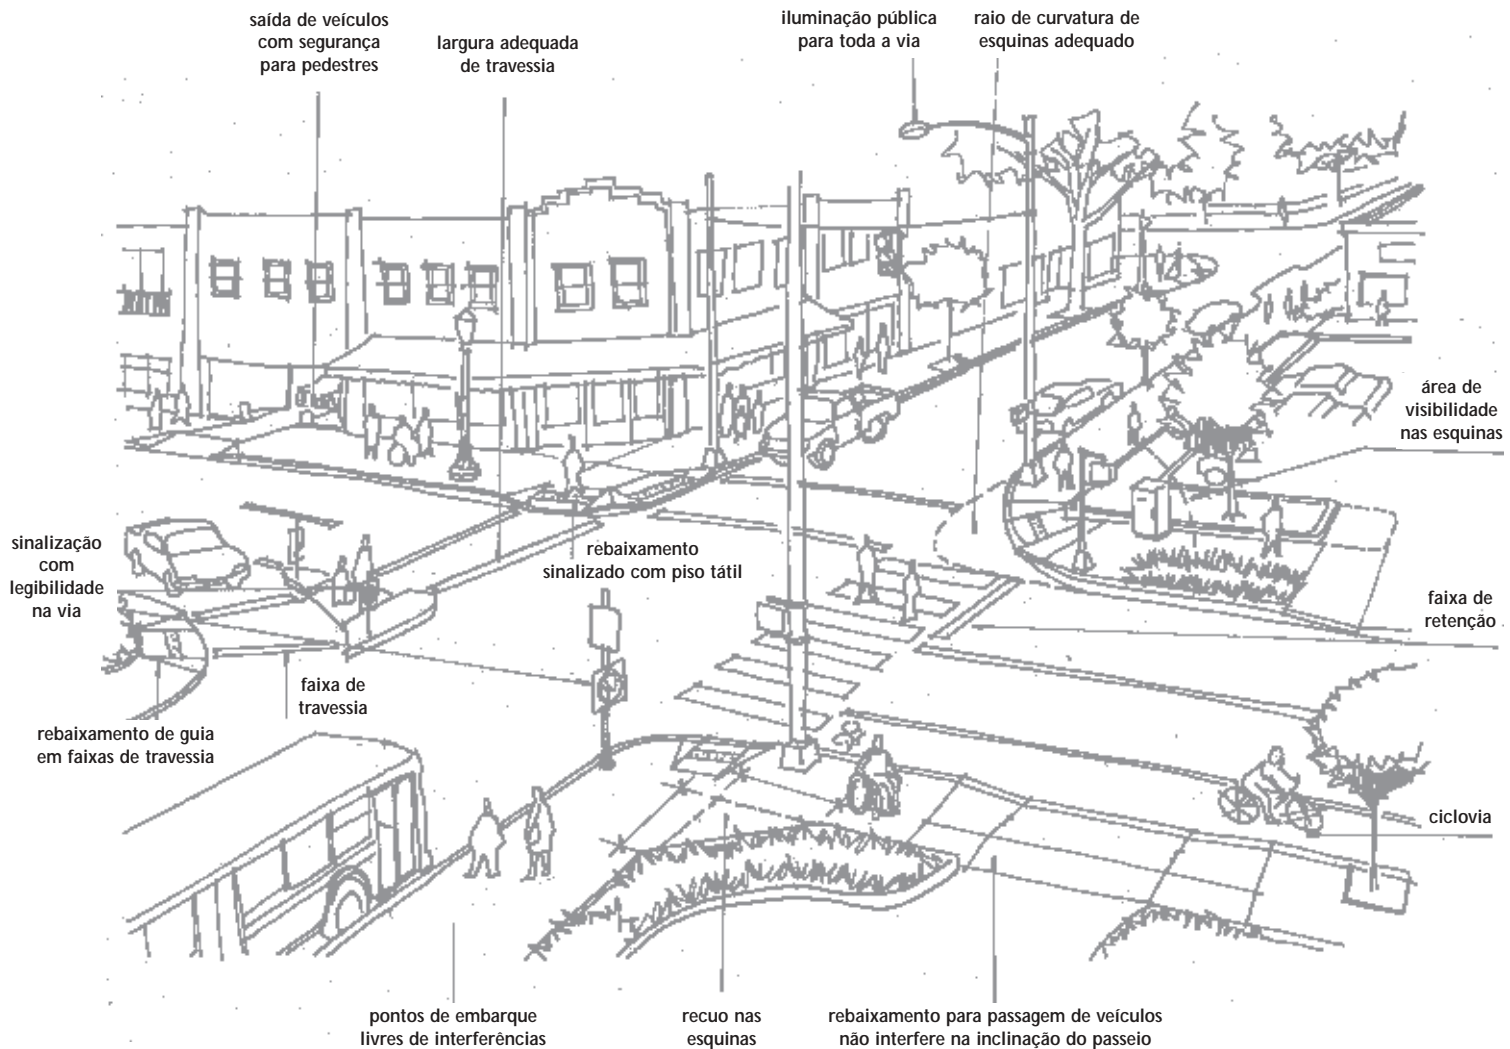 saída de veículos
com segurança
para pedestres
largura adequada
de travessia
iluminação pública
para toda a via
raio de curvatura de
esquinas adequado
área de
visibilidade
nas esquinas
sinalização
com
legibilidade
na via
rebaixamento
sinalizado com piso tátil
faixa de
retenção
faixa de
travessia
rebaixamento de guia
em faixas de travessia
ciclovia
pontos de embarque
livres de interferências
recuo nas
esquinas
rebaixamento para passagem de veículos
não interfere na inclinação do passeio